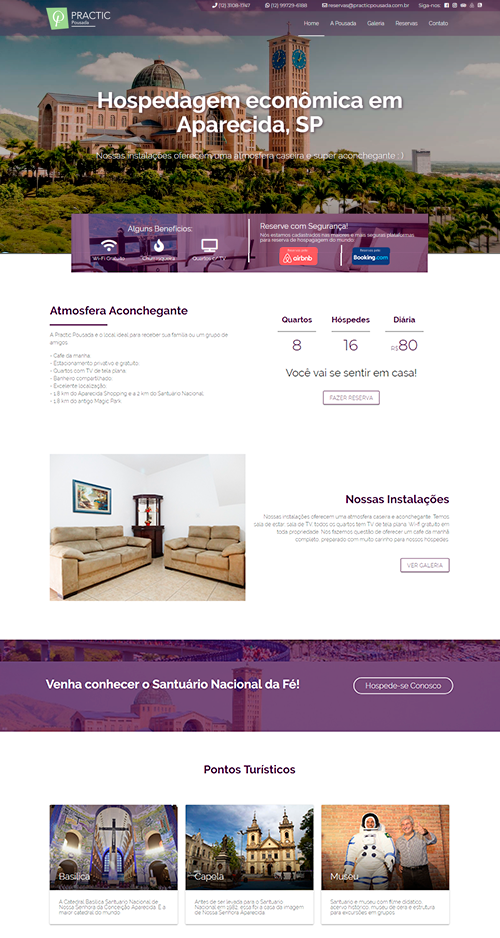 PRACTIC
Pousada
(12) 3108-1767
(12) 99729-6188
reservas@practicpousada.com.br
Siga-nos:
Home
A Pousada
Galeria
Reservas
Contato
Hospedagem econômica em
Aparecida, SP
Nossas instalações oferecem uma atmosfera caseira e super aconchegante :)
Alguns Benefícios:
Wi-Fi Gratuito
Churrasqueira
Quartos c/ TV
Reserve com Segurança!
Nós estamos cadastrados nas maiores e mais seguras plataformas
para reserva de hospagagem do mundo
Reservas pelo
airbnb
Reservas pelo
Booking.com
Atmosfera Aconchegante
A Practic Pousada é o local ideal para receber sua família ou um grupo de
amigos.
- Café da manhã;
- Estacionamento privativo e gratuito;
- Quartos com TV de tela plana;
- Banheiro compartilhado;
- Excelente localização;
- 1.8 km do Aparecida Shopping e a 2 km do Santuário Nacional;
- 1.8 km do antigo Magic Park.
Quartos
8
Hóspedes
16
Diária
R$80
Você vai se sentir em casa!
FAZER RESERVA
Nossas Instalações
Nossas instalações oferecem uma atmosfera caseira e aconchegante. Temos
sala de estar, sala de TV, todos os quartos tem TV de tela plana, Wi-fi gratuito em
toda propriedade. Nós fazemos questão de oferecer um café da manhã
completo, preparado com muito carinho para nossos hóspedes.
VER GALERIA
Venha conhecer o Santuário Nacional da Fé!
Hospede-se Conosco
Pontos Turísticos
Basílica
A Catedral Basílica Santuário Nacional de
Nossa Senhora da Conceição Aparecida. É a
maior catedral do mundo.
Capela
Antes de ser levada para o Santuário
Nacional em 1982, essa foi a casa da imagem
de Nossa Senhora Aparecida.
Museu
Santuário e museu com filme didático,
acervo histórico, museu de cera e estrutura
para excursões em grupos.